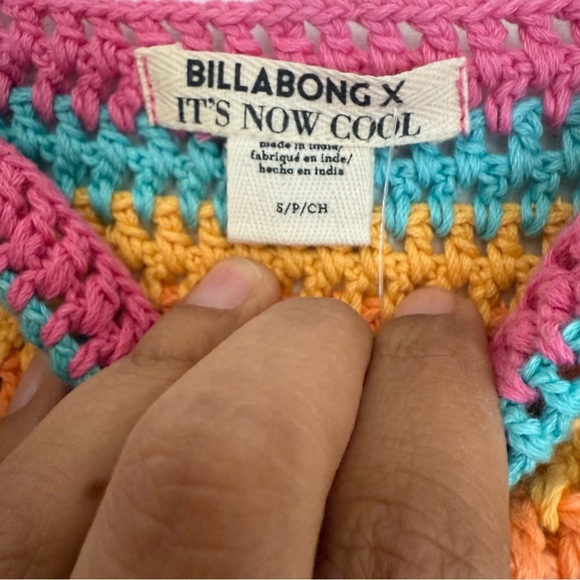 BILLABONG X
IT'S NOW COOL
made in india/
fabriqué en inde/
hecho en india
S/P/CH